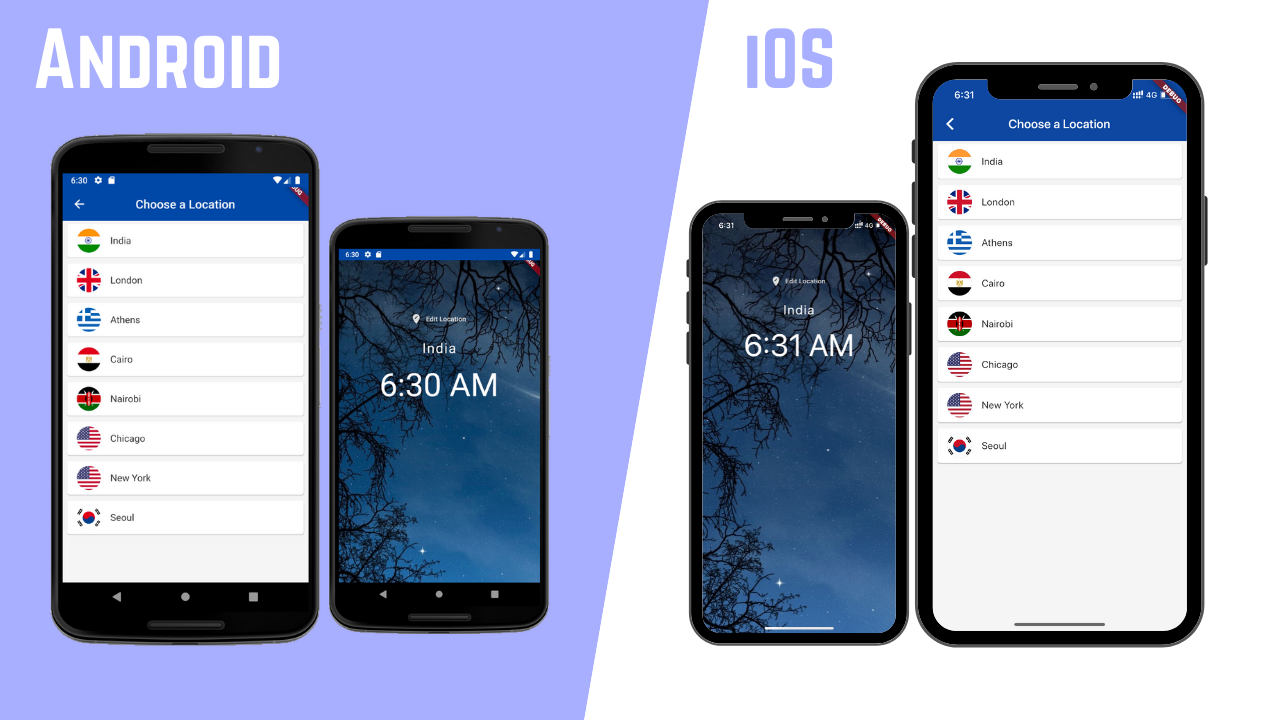 Android
iOS
6:30
Choose a Location
India
London
Athens
Cairo
Nairobi
Chicago
New York
Seoul
6:30
Edit Location
India
6:30 AM
6:31
4G
DEBUG
Edit Location
India
6:31 AM
6:31
4G
DEBUG
Choose a Location
India
London
Athens
Cairo
Nairobi
Chicago
New York
Seoul